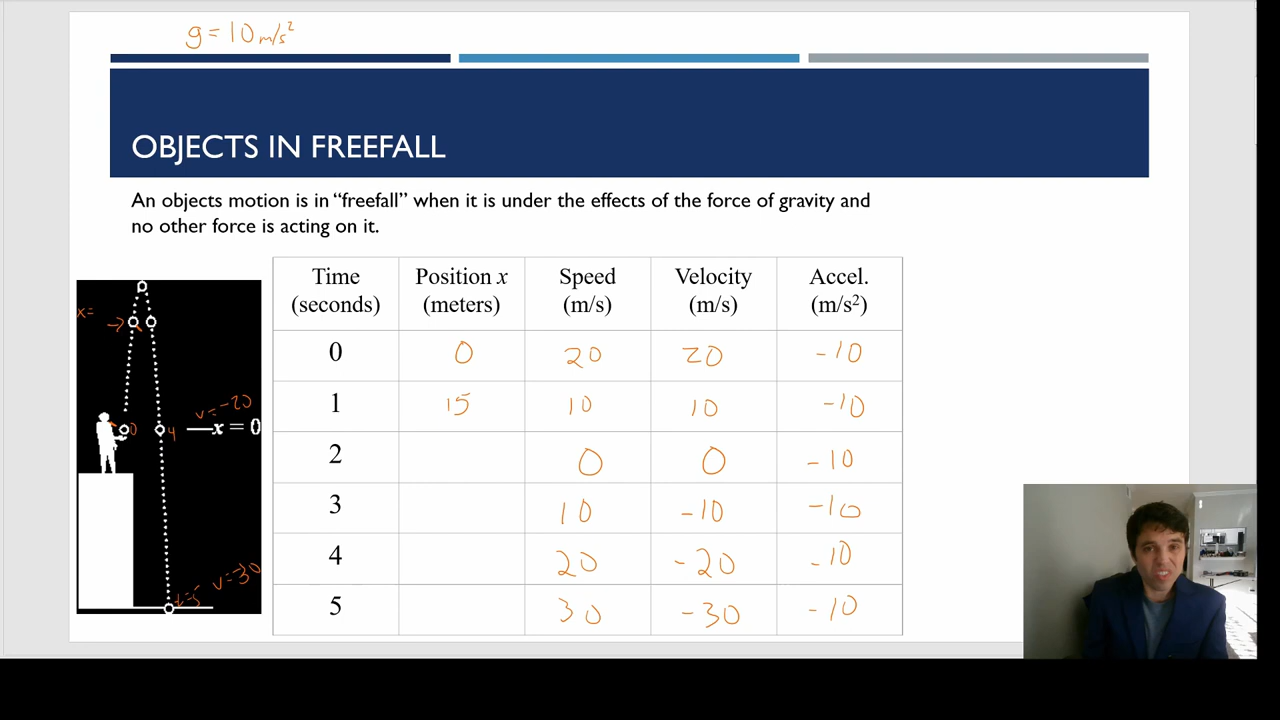 g = 10 m/s²
OBJECTS IN FREEFALL
An objects motion is in “freefall” when it is under the effects of the force of gravity and
no other force is acting on it.
Time (seconds) Position x (meters) Speed (m/s) Velocity (m/s) Accel. (m/s²)
0 0 20 20 -10
1 15 10 10 -10
2 0 0 -10
3 10 -10 -10
4 20 -20 -10
5 30 -30 -10
x=
v=-20
0 4 x = 0
t=5 v=-30